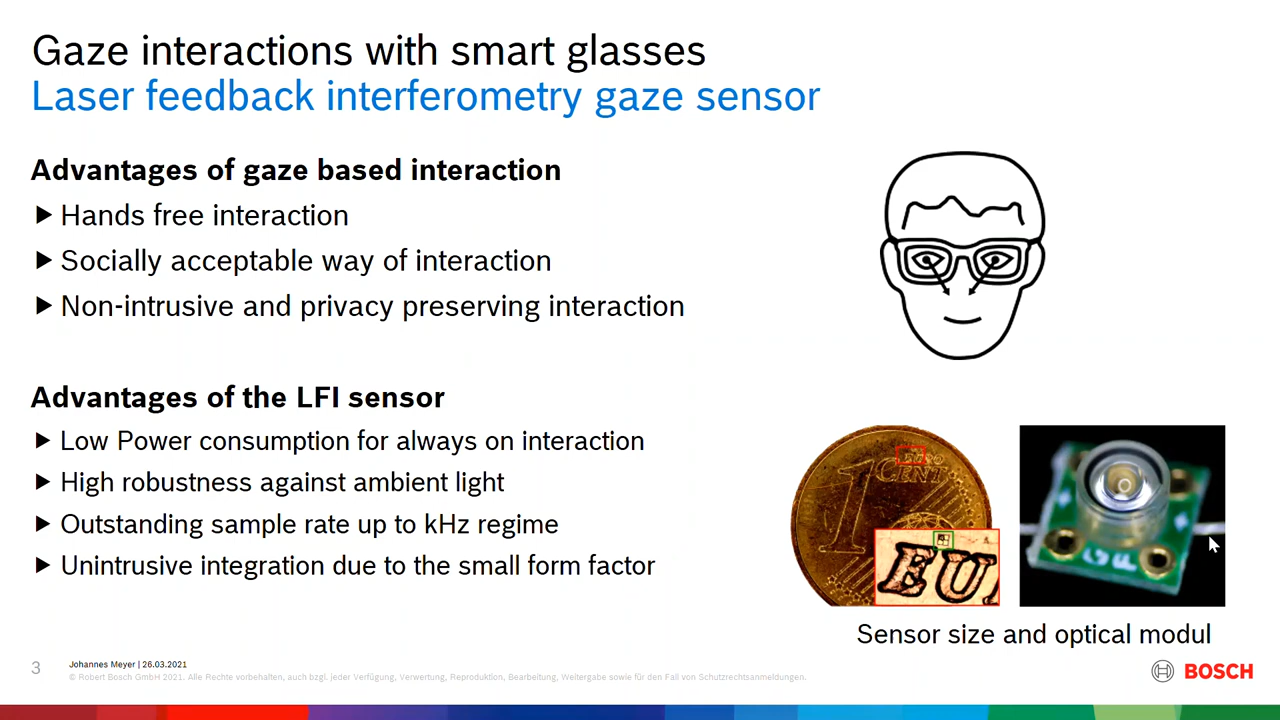 Gaze interactions with smart glasses
Laser feedback interferometry gaze sensor
Advantages of gaze based interaction
Hands free interaction
Socially acceptable way of interaction
Non-intrusive and privacy preserving interaction
Advantages of the LFI sensor
Low Power consumption for always on interaction
High robustness against ambient light
Outstanding sample rate up to kHz regime
Unintrusive integration due to the small form factor
1
EURO
CENT
EU
Sensor size and optical modul
3
Johannes Meyer | 26.03.2021
© Robert Bosch GmbH 2021. Alle Rechte vorbehalten, auch bzgl. jeder Verfügung, Verwertung, Reproduktion, Bearbeitung, Weitergabe sowie für den Fall von Schutzrechtsanmeldungen.
BOSCH